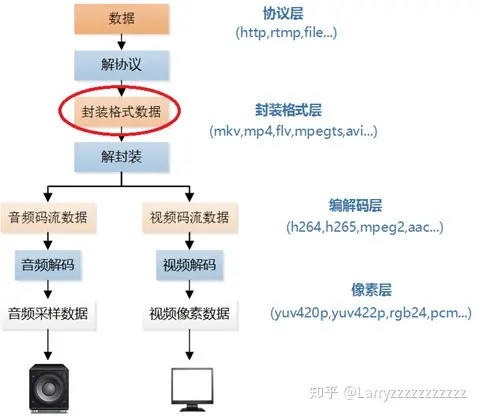 数据
协议层
(http,rtmp,file...)
解协议
封装格式数据
封装格式层
(mkv,mp4,flv,mpegts,avi...)
解封装
音频码流数据
视频码流数据
编解码层
(h264,h265,mpeg2,aac...)
音频解码
视频解码
像素层
(yuv420p,yuv422p,rgb24,pcm...)
音频采样数据
视频像素数据
知乎 @Larryzzzzzzzzzzz